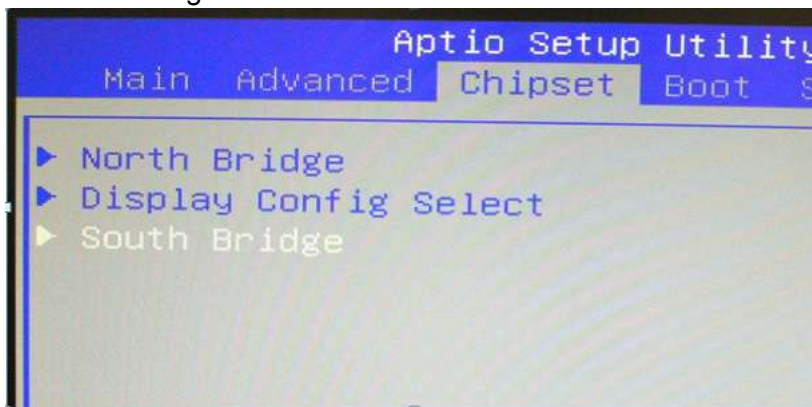 Aptio Setup Utility
Main Advanced Chipset Boot S
North Bridge
Display Config Select
South Bridge